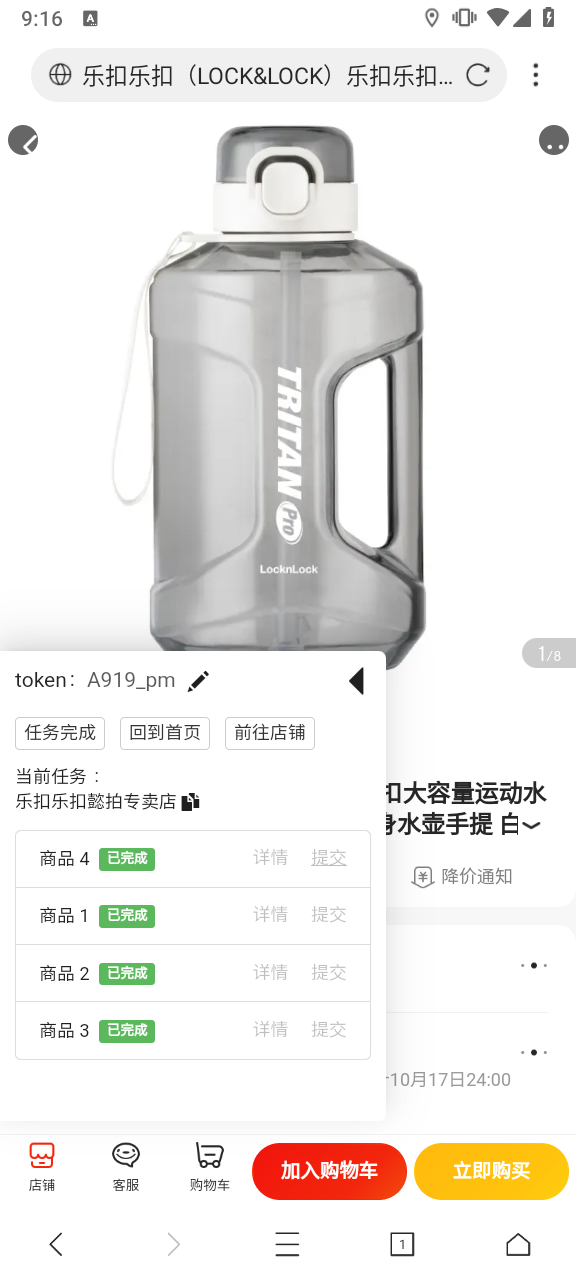 9:16
A
乐扣乐扣（LOCK&LOCK）乐扣乐扣...
TRITAN
Pro
LocknLock
1/8
token： A919_pm
任务完成 回到首页 前往店铺
当前任务 :
乐扣乐扣懿拍专卖店
商品 4 已完成 详情 提交
商品 1 已完成 详情 提交
商品 2 已完成 详情 提交
商品 3 已完成 详情 提交
扣大容量运动水
身水壶手提 白
降价通知
10月17日24:00
店铺 客服 购物车 加入购物车 立即购买
1